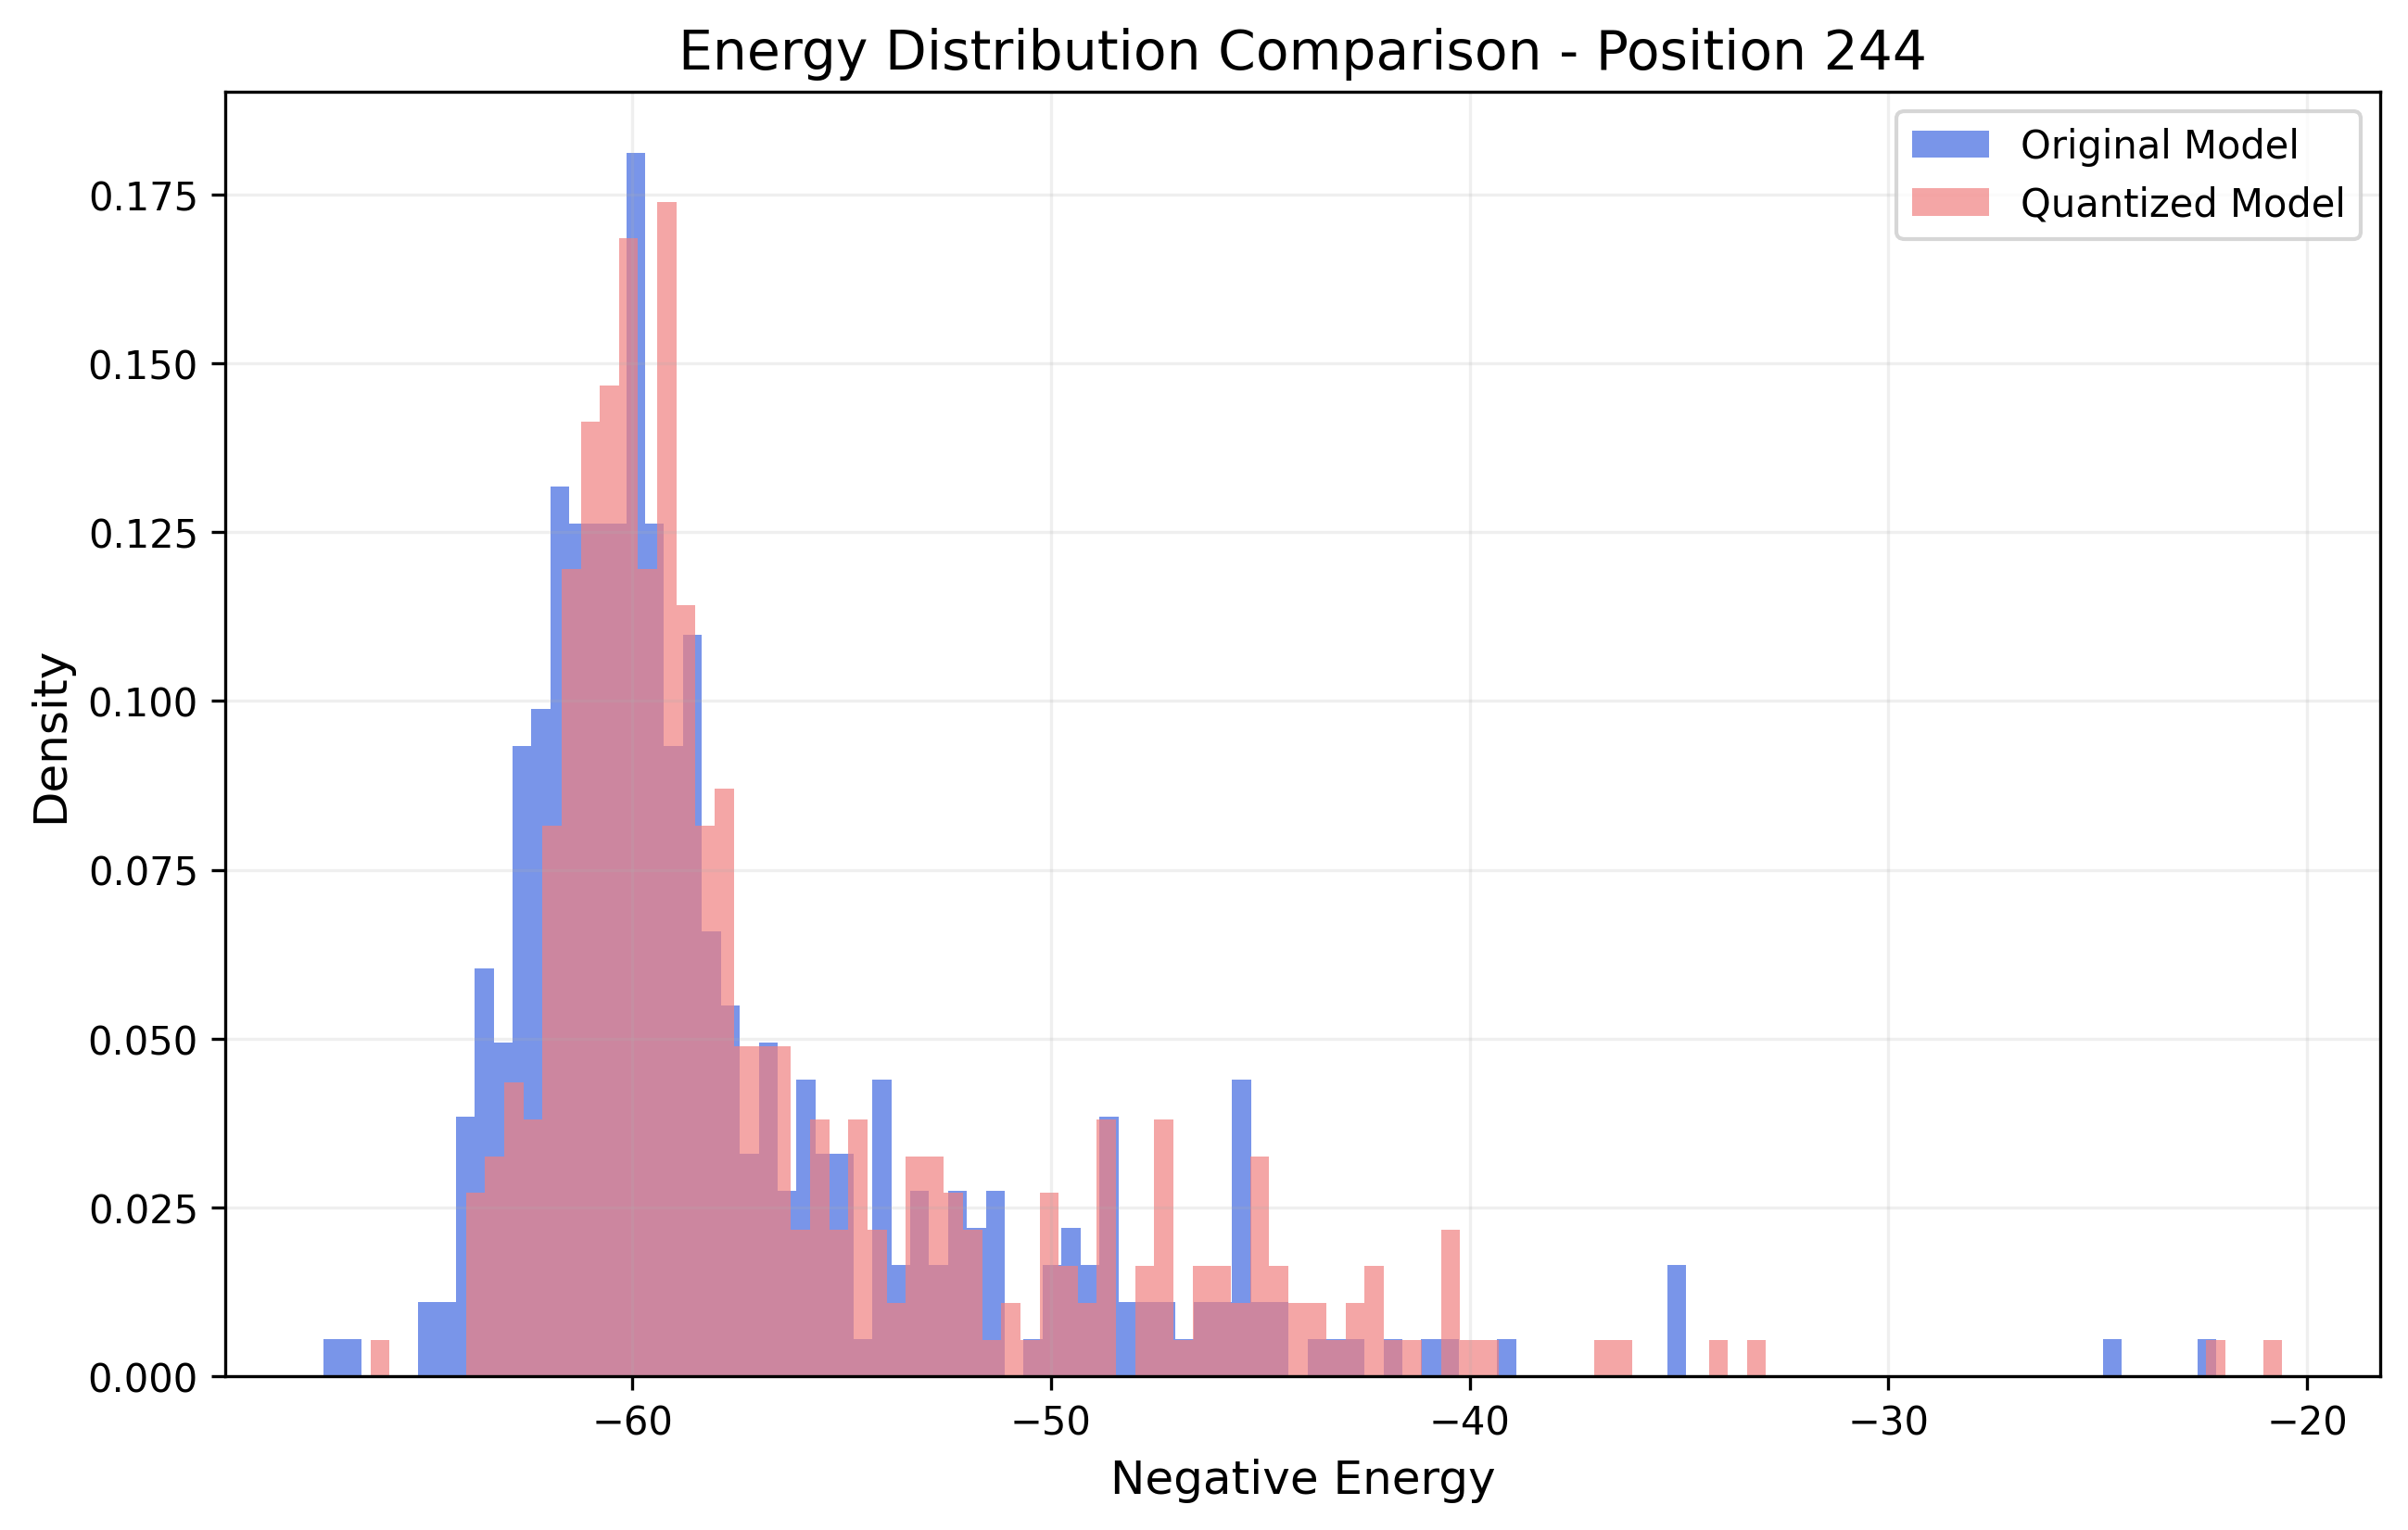 Energy Distribution Comparison - Position 244
Original Model
Quantized Model
Density
0.175
0.150
0.125
0.100
0.075
0.050
0.025
0.000
−60
−50
−40
−30
−20
Negative Energy